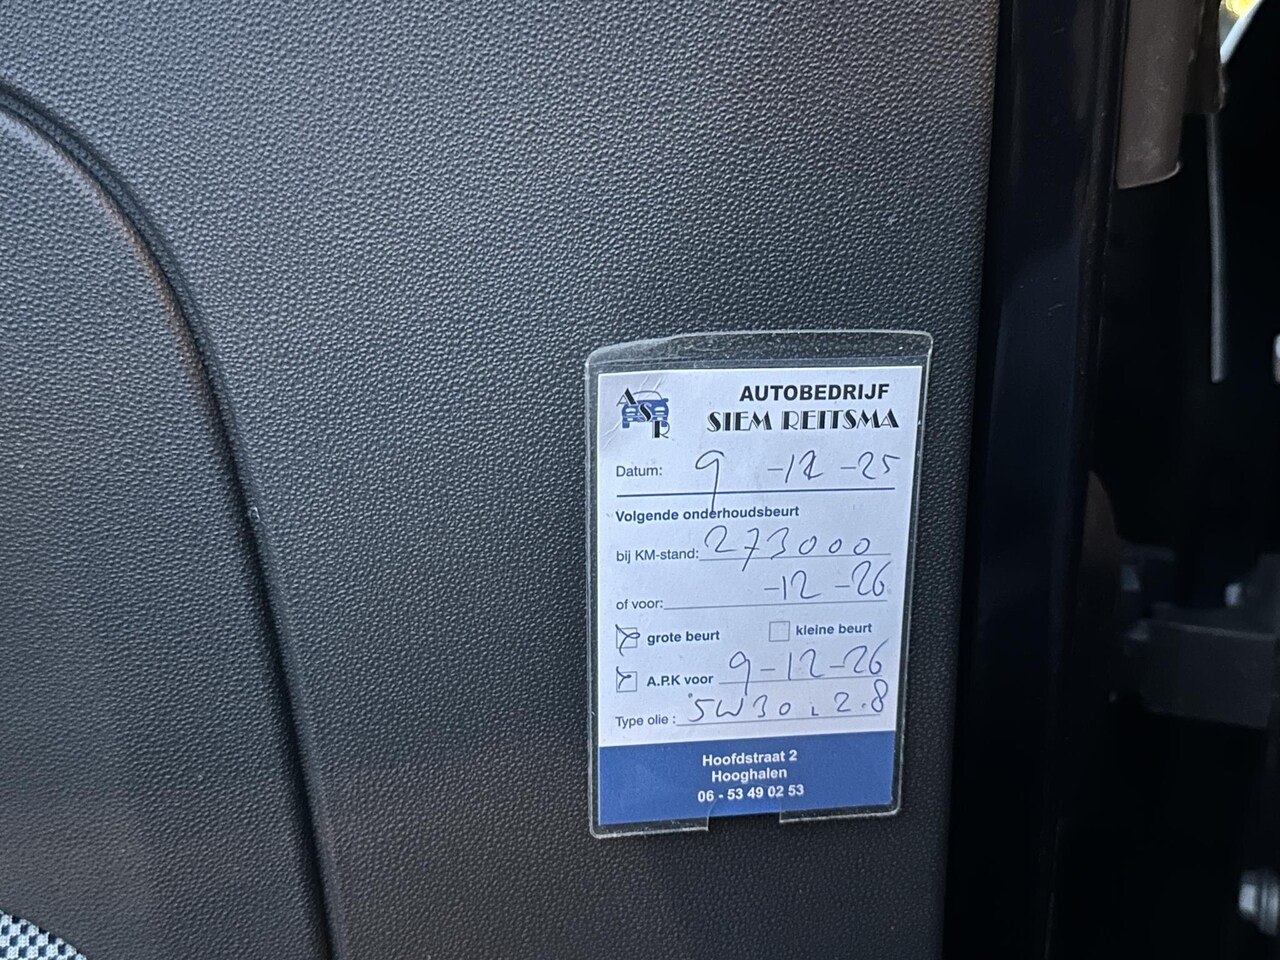 ASR
AUTOBEDRIJF
SIEM REITSMA
Datum: 9 -12 -25
Volgende onderhoudsbeurt
bij KM-stand: 273000
of voor: -12 -26
grote beurt kleine beurt
A.P.K voor 9-12-26
Type olie : 5W30 L 2.8
Hoofdstraat 2
Hooghalen
06 - 53 49 02 53